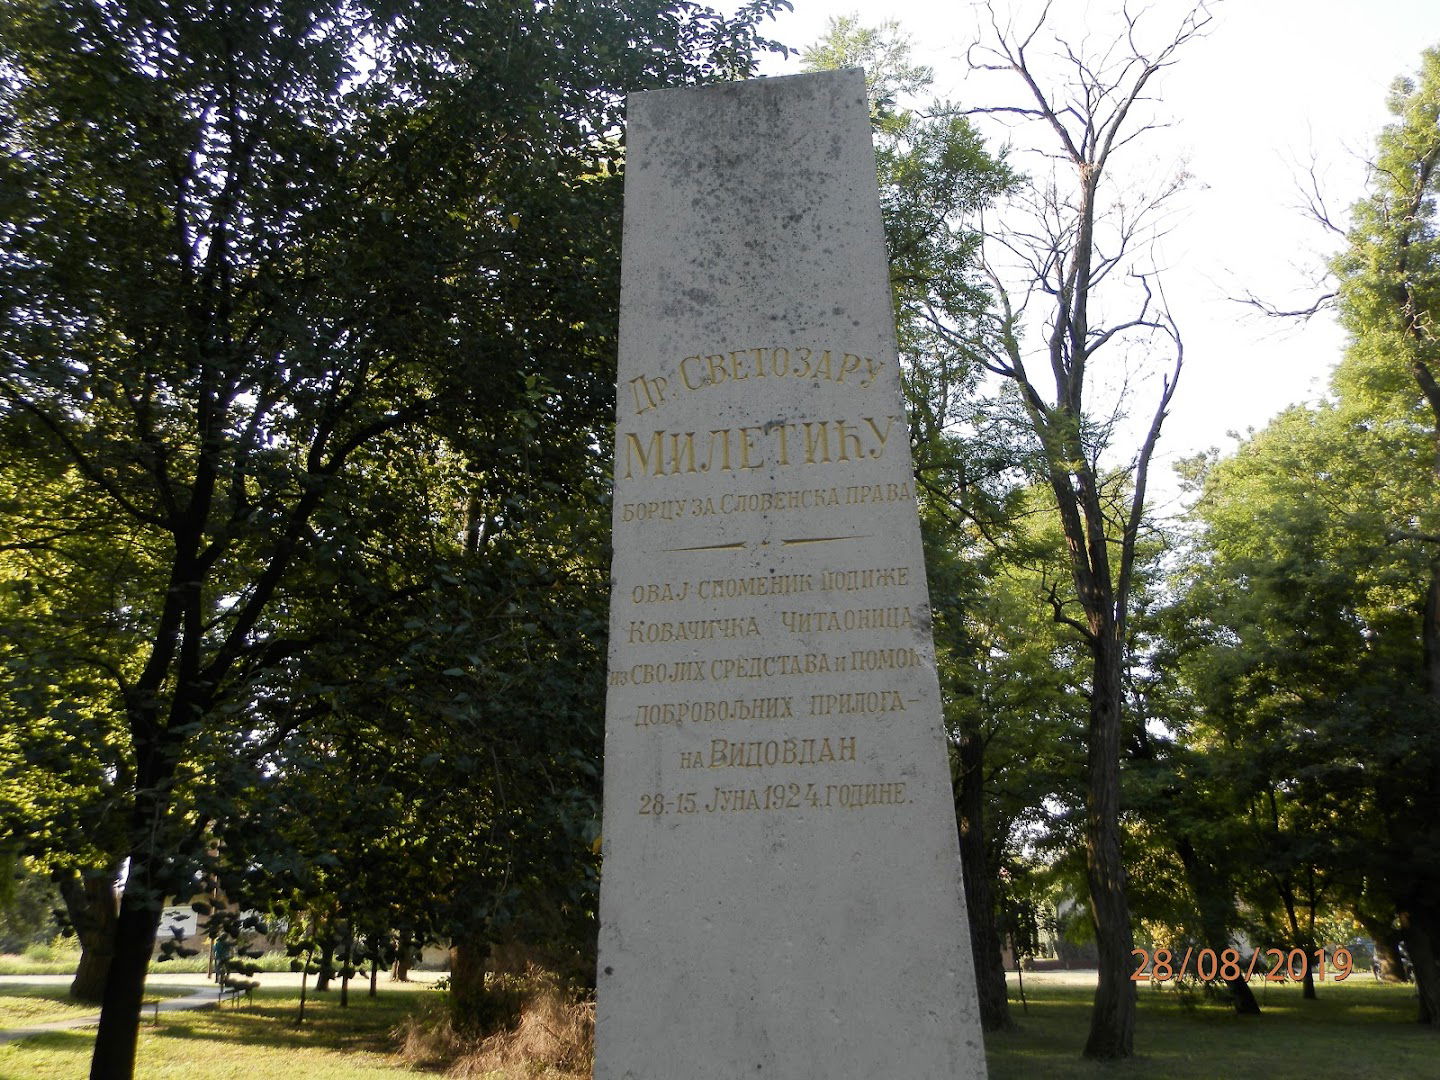 Др. Светозару
Милетићу
борцу за Словенска права
овај споменик подиже
Ковачичка Читаоница
из својих средстава и помоћ
добровољних прилога-
на Видовдан
28-15. Јуна 1924. године.
28/08/2019